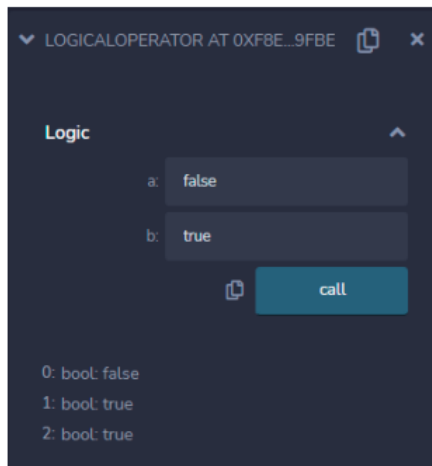 LOGICALOPERATOR AT 0XF8E...9FBE
Logic
a: false
b: true
call
0: bool: false
1: bool: true
2: bool: true